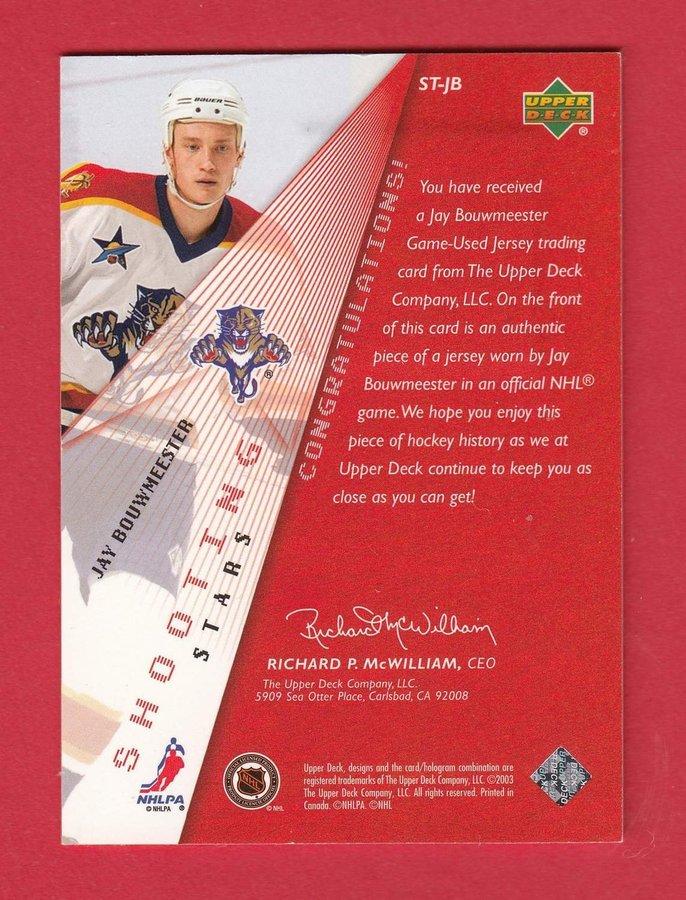 ST-JB
UPPER
D·E·C·K
®
BAUER
CONGRATULATIONS!
You have received
a Jay Bouwmeester
Game-Used Jersey trading
card from The Upper Deck
Company, LLC. On the front
of this card is an authentic
piece of a jersey worn by Jay
Bouwmeester in an official NHL®
game. We hope you enjoy this
piece of hockey history as we at
Upper Deck continue to keep you as
close as you can get!
®
JAY BOUWMEESTER
SHOOTING
STARS
Richard McWilliam
RICHARD P. McWILLIAM, CEO
The Upper Deck Company, LLC.
5909 Sea Otter Place, Carlsbad, CA 92008
NHLPA
©NHLPA ®
NHL
©NHL
Upper Deck, designs and the card/hologram combination are
registered trademarks of The Upper Deck Company, LLC. ©2003
The Upper Deck Company, LLC. All rights reserved. Printed in
Canada. ©NHLPA. ©NHL